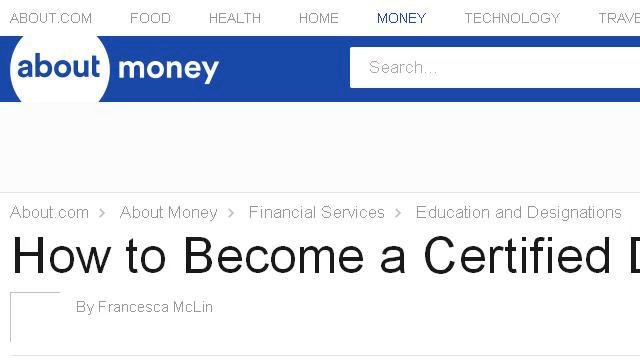 ABOUT.COM FOOD HEALTH HOME MONEY TECHNOLOGY
about money Search...
About.com > About Money > Financial Services > Education and Designations
How to Become a Certified
By Francesca McLin